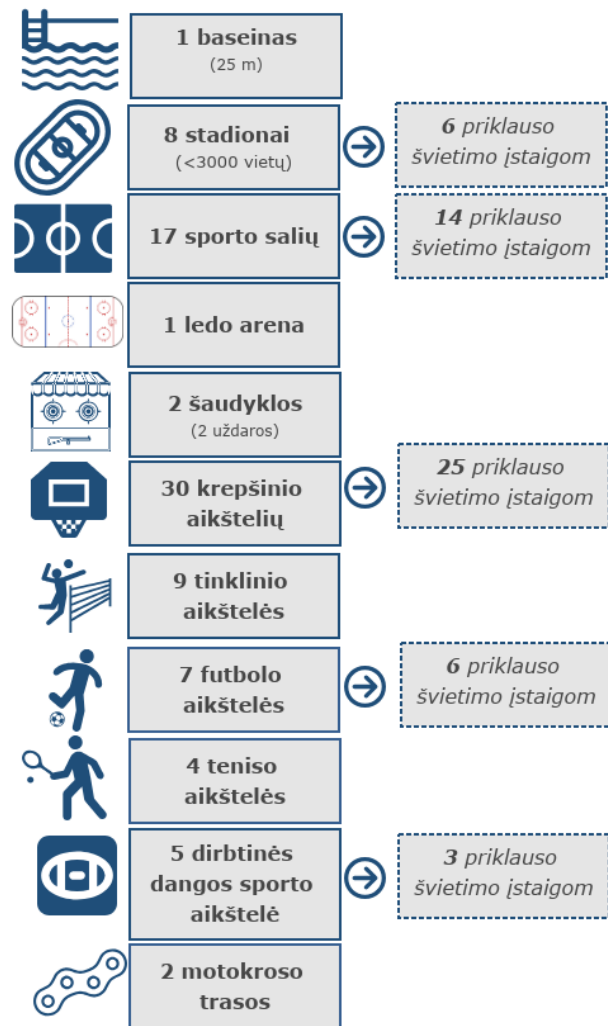 1 baseinas
(25 m)
8 stadionai
(<3000 vietų)
6 priklauso
švietimo įstaigom
17 sporto salių
14 priklauso
švietimo įstaigom
1 ledo arena
2 šaudyklos
(2 uždaros)
30 krepšinio
aikštelių
25 priklauso
švietimo įstaigom
9 tinklinio
aikštelės
7 futbolo
aikštelės
6 priklauso
švietimo įstaigom
4 teniso
aikštelės
5 dirbtinės
dangos sporto
aikštelė
3 priklauso
švietimo įstaigom
2 motokroso
trasos